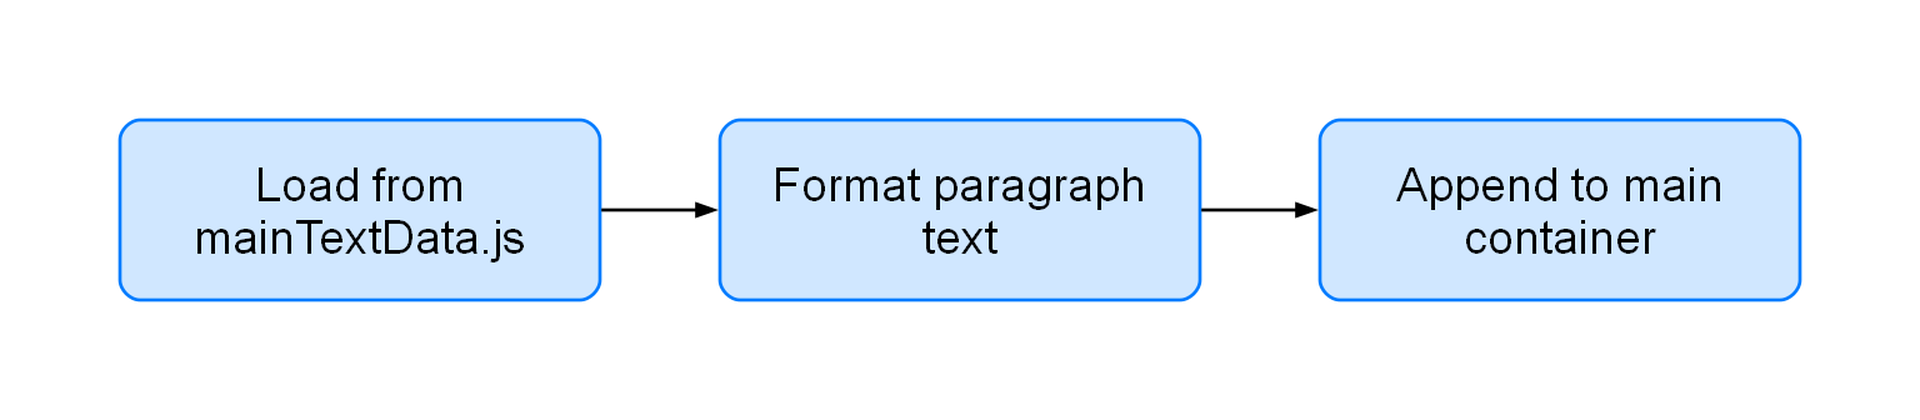 Load from
mainTextData.js
Format paragraph
text
Append to main
container